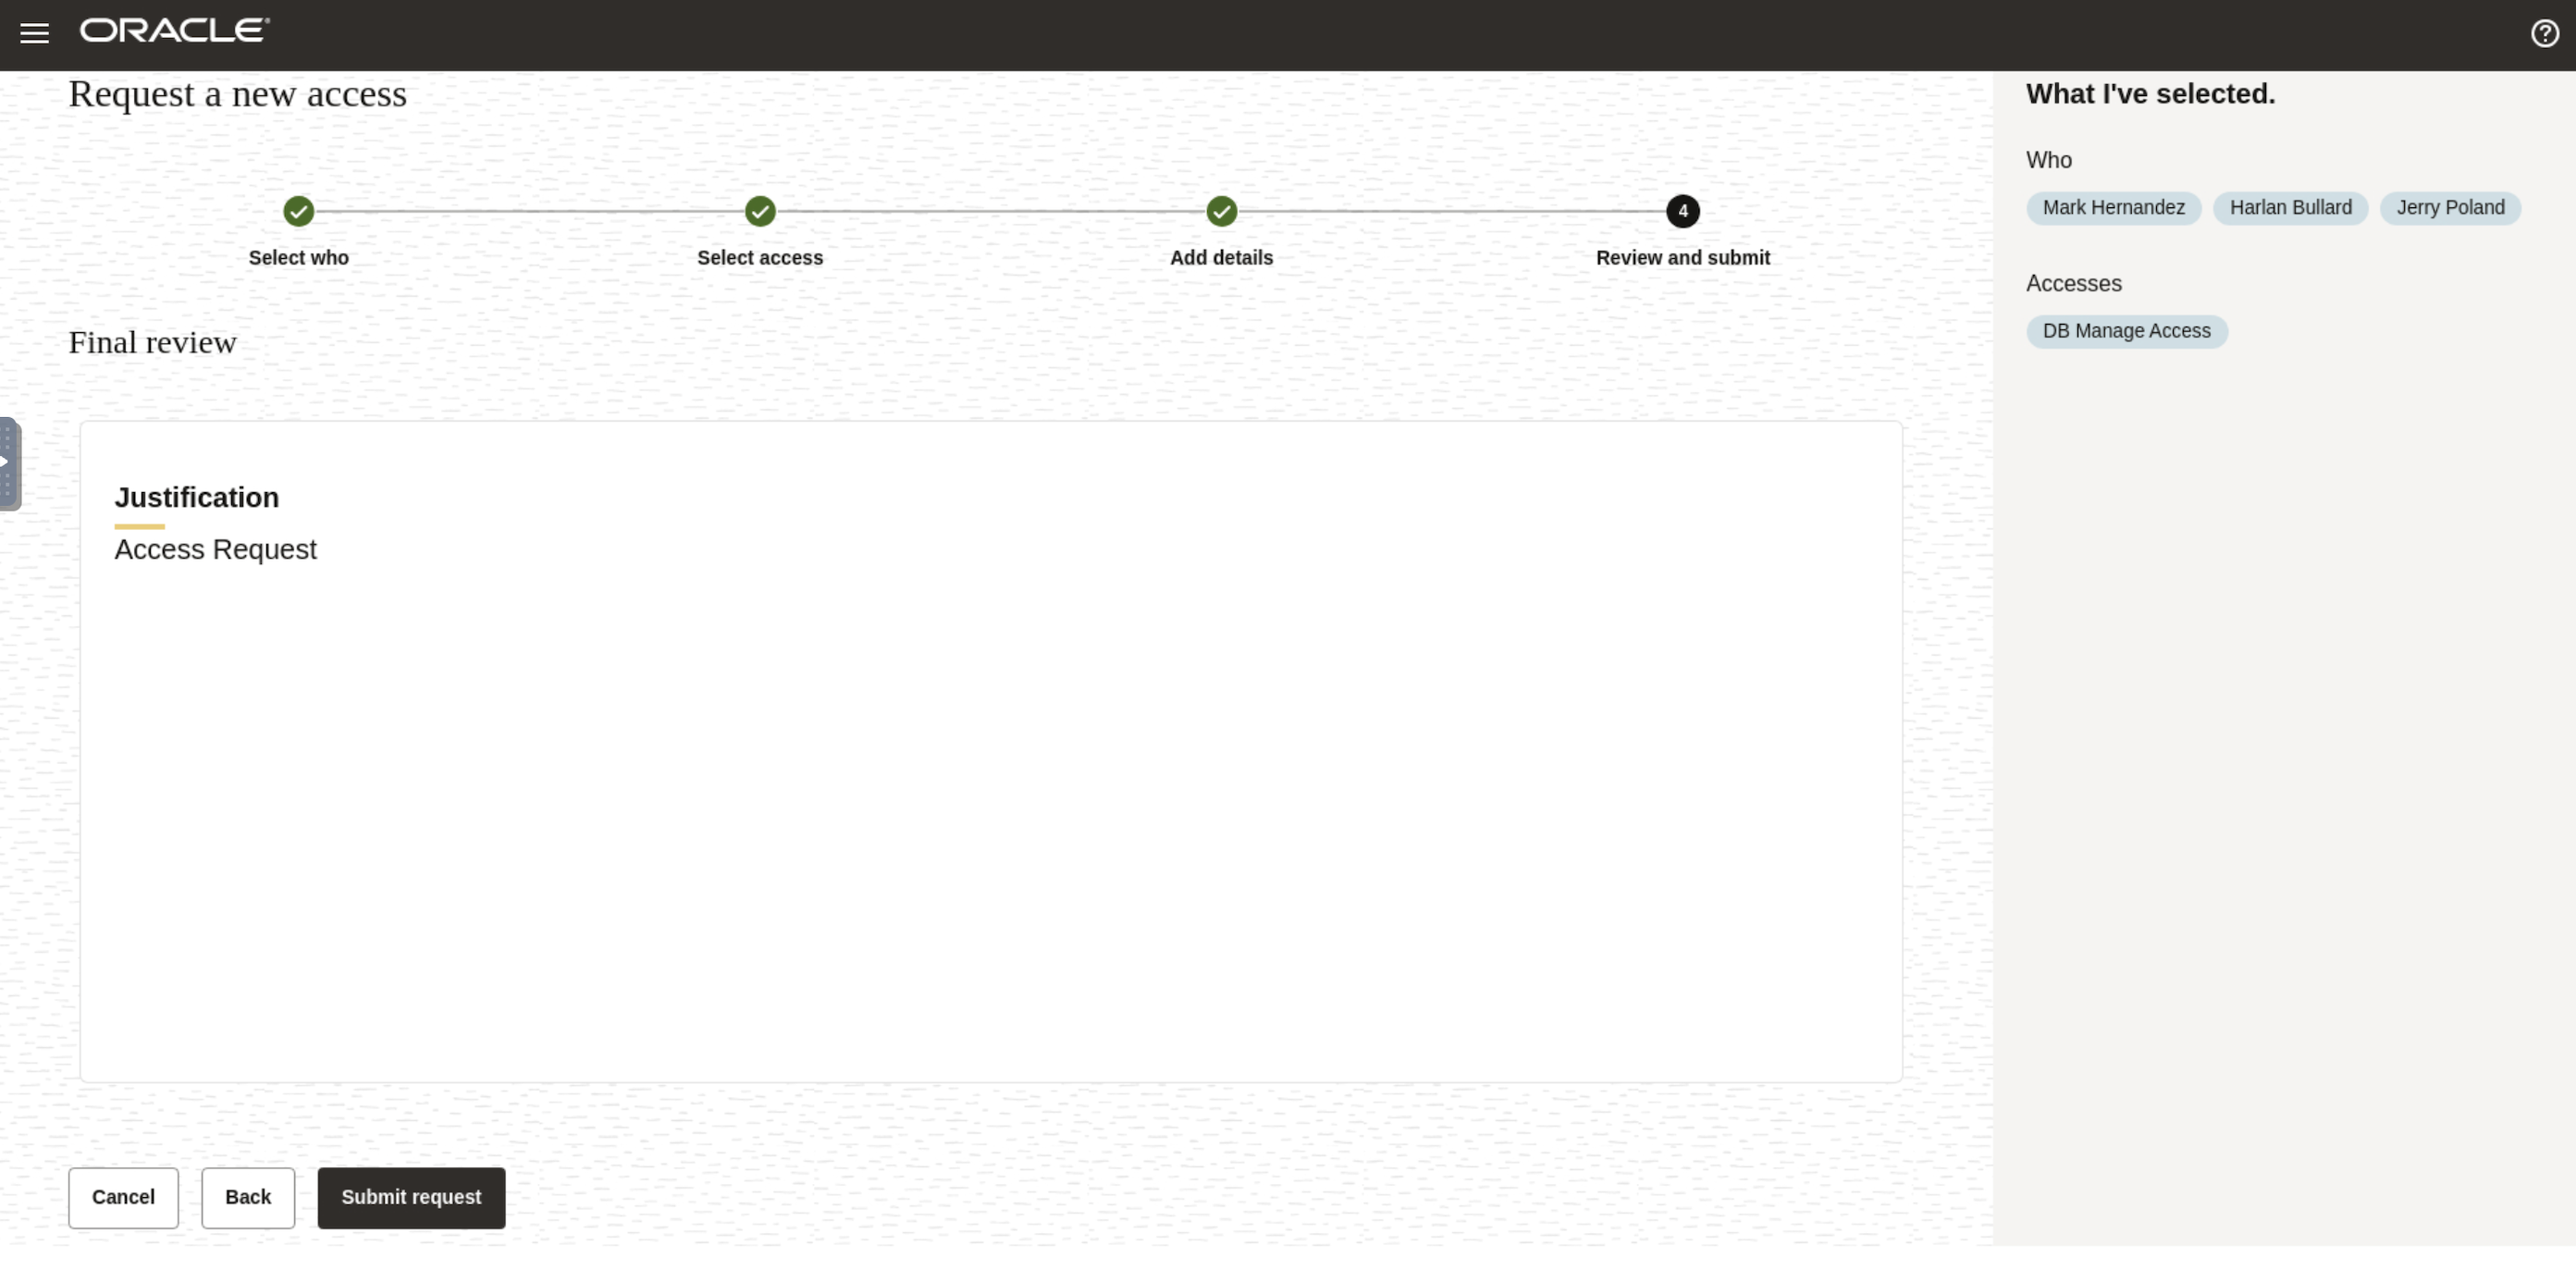 ORACLE
Request a new access
Select who
Select access
Add details
4
Review and submit
Final review
Justification
Access Request
Cancel
Back
Submit request
What I've selected.
Who
Mark Hernandez
Harlan Bullard
Jerry Poland
Accesses
DB Manage Access